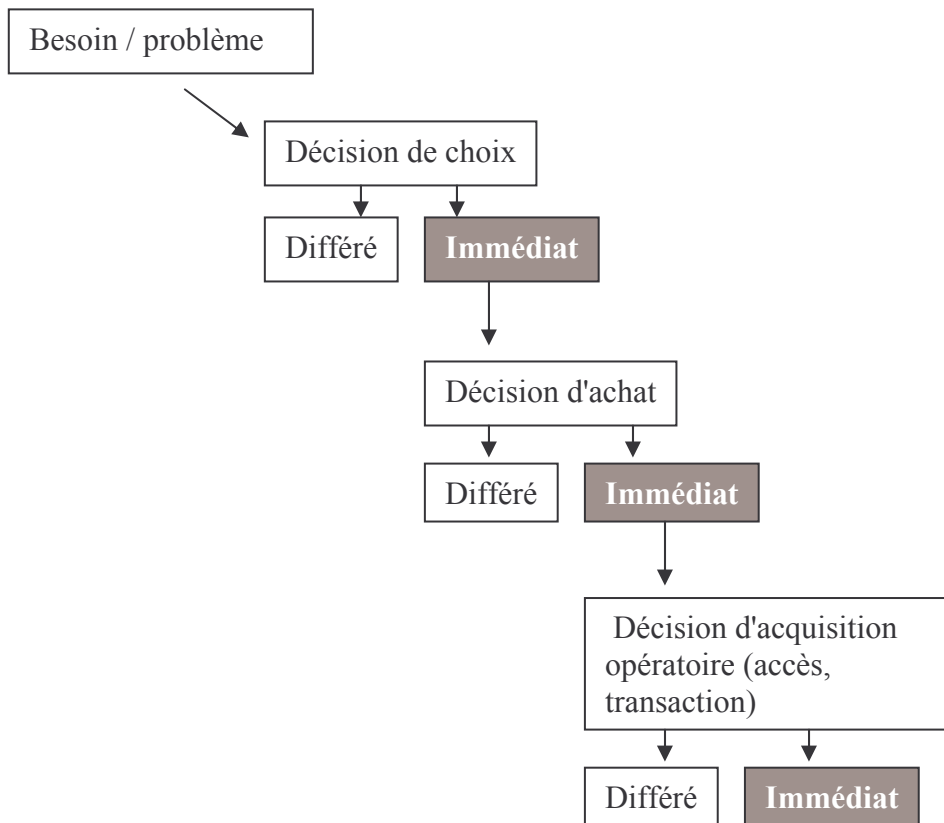 Besoin / problème
Décision de choix
Différé
Immédiat
Décision d'achat
Différé
Immédiat
Décision d'acquisition
opératoire (accès,
transaction)
Différé
Immédiat